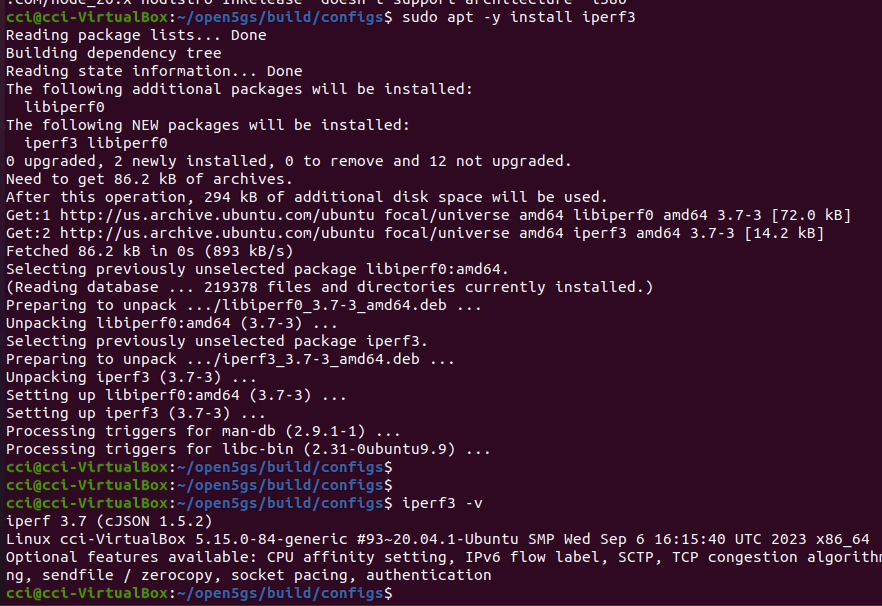 .com/node_20.x nodistro InRelease' doesn't support architecture 'i386'
cci@cci-VirtualBox:~/open5gs/build/configs$ sudo apt -y install iperf3
Reading package lists... Done
Building dependency tree
Reading state information... Done
The following additional packages will be installed:
  libiperf0
The following NEW packages will be installed:
  iperf3 libiperf0
0 upgraded, 2 newly installed, 0 to remove and 12 not upgraded.
Need to get 86.2 kB of archives.
After this operation, 294 kB of additional disk space will be used.
Get:1 http://us.archive.ubuntu.com/ubuntu focal/universe amd64 libiperf0 amd64 3.7-3 [72.0 kB]
Get:2 http://us.archive.ubuntu.com/ubuntu focal/universe amd64 iperf3 amd64 3.7-3 [14.2 kB]
Fetched 86.2 kB in 0s (893 kB/s)
Selecting previously unselected package libiperf0:amd64.
(Reading database ... 219378 files and directories currently installed.)
Preparing to unpack .../libiperf0_3.7-3_amd64.deb ...
Unpacking libiperf0:amd64 (3.7-3) ...
Selecting previously unselected package iperf3.
Preparing to unpack .../iperf3_3.7-3_amd64.deb ...
Unpacking iperf3 (3.7-3) ...
Setting up libiperf0:amd64 (3.7-3) ...
Setting up iperf3 (3.7-3) ...
Processing triggers for man-db (2.9.1-1) ...
Processing triggers for libc-bin (2.31-0ubuntu9.9) ...
cci@cci-VirtualBox:~/open5gs/build/configs$
cci@cci-VirtualBox:~/open5gs/build/configs$
cci@cci-VirtualBox:~/open5gs/build/configs$ iperf3 -v
iperf 3.7 (cJSON 1.5.2)
Linux cci-VirtualBox 5.15.0-84-generic #93~20.04.1-Ubuntu SMP Wed Sep 6 16:15:40 UTC 2023 x86_64
Optional features available: CPU affinity setting, IPv6 flow label, SCTP, TCP congestion algorithm
ng, sendfile / zerocopy, socket pacing, authentication
cci@cci-VirtualBox:~/open5gs/build/configs$